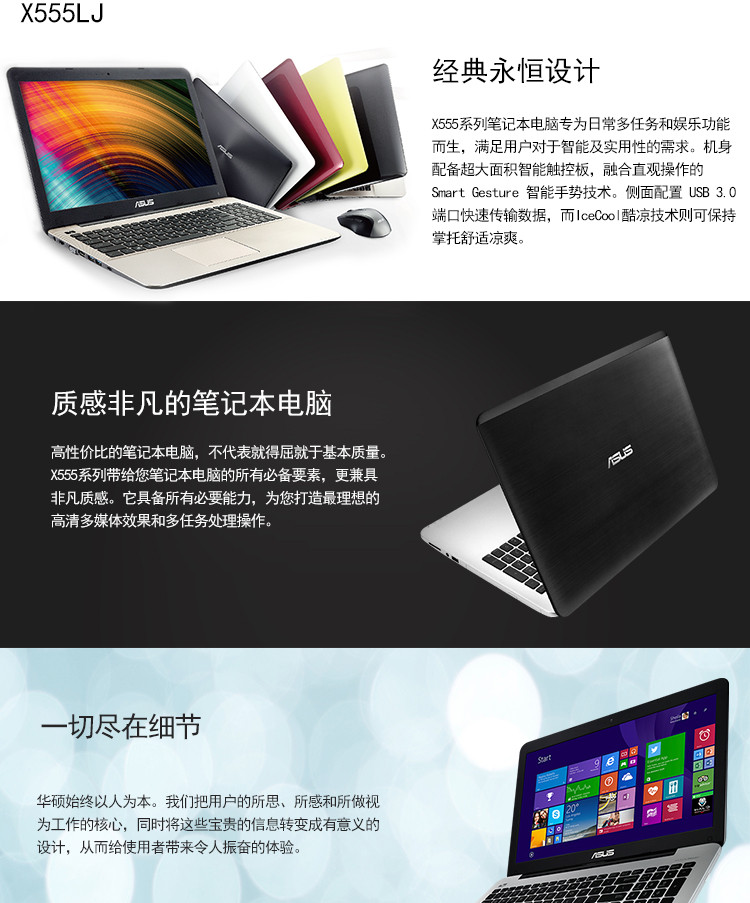 X555LJ
经典永恒设计
X555系列笔记本电脑专为日常多任务和娱乐功能
而生，满足用户对于智能及实用性的需求。机身
配备超大面积智能触控板，融合直观操作的
Smart Gesture 智能手势技术。侧面配置 USB 3.0
端口快速传输数据，而IceCool酷凉技术则可保持
掌托舒适凉爽。
ASUS
ASUS
质感非凡的笔记本电脑
高性价比的笔记本电脑，不代表就得屈就于基本质量。
X555系列带给您笔记本电脑的所有必备要素，更兼具
非凡质感。它具备所有必要能力，为您打造最理想的
高清多媒体效果和多任务处理操作。
ASUS
一切尽在细节
华硕始终以人为本。我们把用户的所思、所感和所做视
为工作的核心，同时将这些宝贵的信息转变成有意义的
设计，从而给使用者带来令人振奋的体验。
Start
20°
ASUS